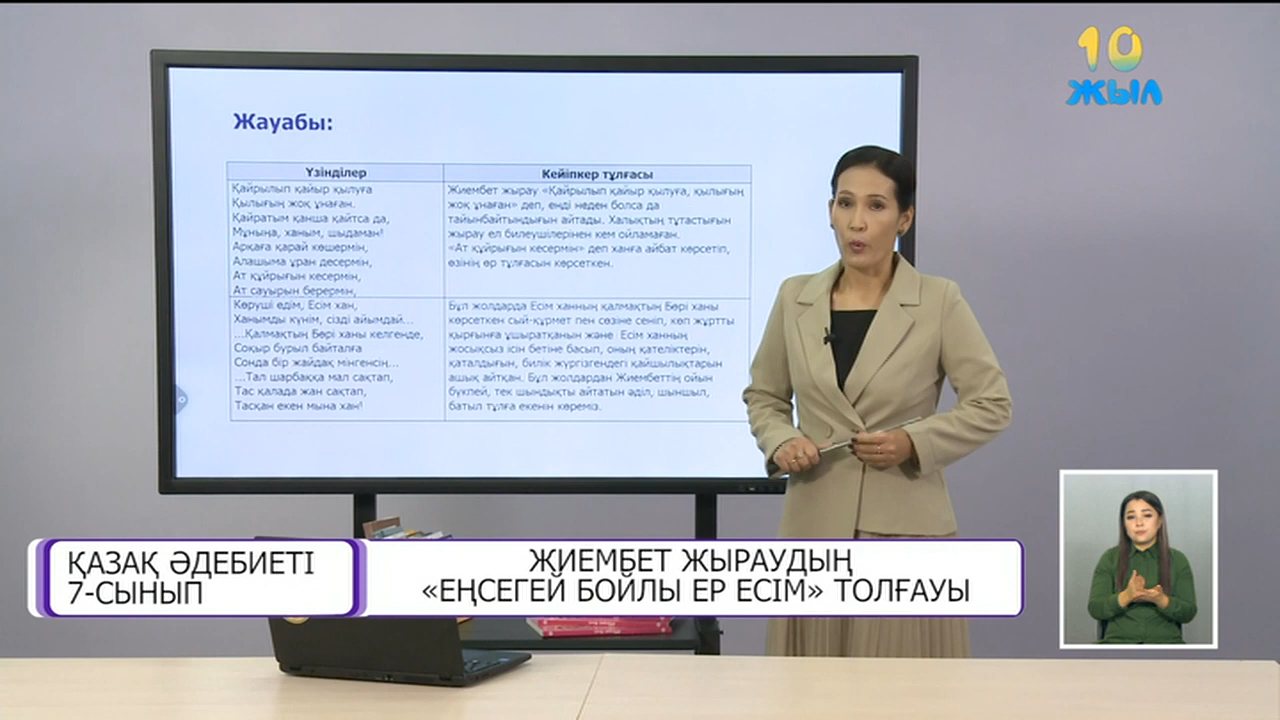 10
ЖЫЛ
Жауабы:
Үзінділер
Қайрылып қайыр қылуға
Қылығың жоқ ұнаған.
Қайратым қанша қайтса да,
Мұныңа, ханым, шыдаман!
Арқаға қарай көшермін,
Алашыма ұран десермін,
Ат құйрығын кесермін,
Ат сауырын берермін,
Көруші едім, Есім хан,
Ханымды күнім, сізді айымдай...
...Қалмақтың Бөрі ханы келгенде,
Соқыр бурыл байталға
Сонда бір жайдақ мінгенсің...
...Тал шарбаққа мал сақтап,
Тас қалада жан сақтап,
Тасқан екен мына хан!
Кейіпкер тұлғасы
Жиембет жырау «Қайрылып қайыр қылуға, қылығың
жоқ ұнаған» деп, енді неден болса да
тайынбайтындығын айтады. Халықтың тұтастығын
жырау ел билеушілерінен кем ойламаған.
«Ат құйрығын кесермін» деп ханға айбат көрсетіп,
өзінің өр тұлғасын көрсеткен.
Бұл жолдарда Есім ханның қалмақтың Бөрі ханы
көрсеткен сый-құрмет пен сөзіне сеніп, көп жұртты
қырғынға ұшыратқанын және Есім ханның
жосықсыз ісін бетіне басып, оның қателіктерін,
қаталдығын, билік жүргізгендегі қайшылықтарын
ашық айтқан. Бұл жолдардан Жиембеттің ойын
бүкпей, тек шындықты айтатын әділ, шыншыл,
батыл тұлға екенін көреміз.
ҚАЗАҚ ӘДЕБИЕТІ
7-СЫНЫП
ЖИЕМБЕТ ЖЫРАУДЫҢ
«ЕҢСЕГЕЙ БОЙЛЫ ЕР ЕСІМ» ТОЛҒАУЫ